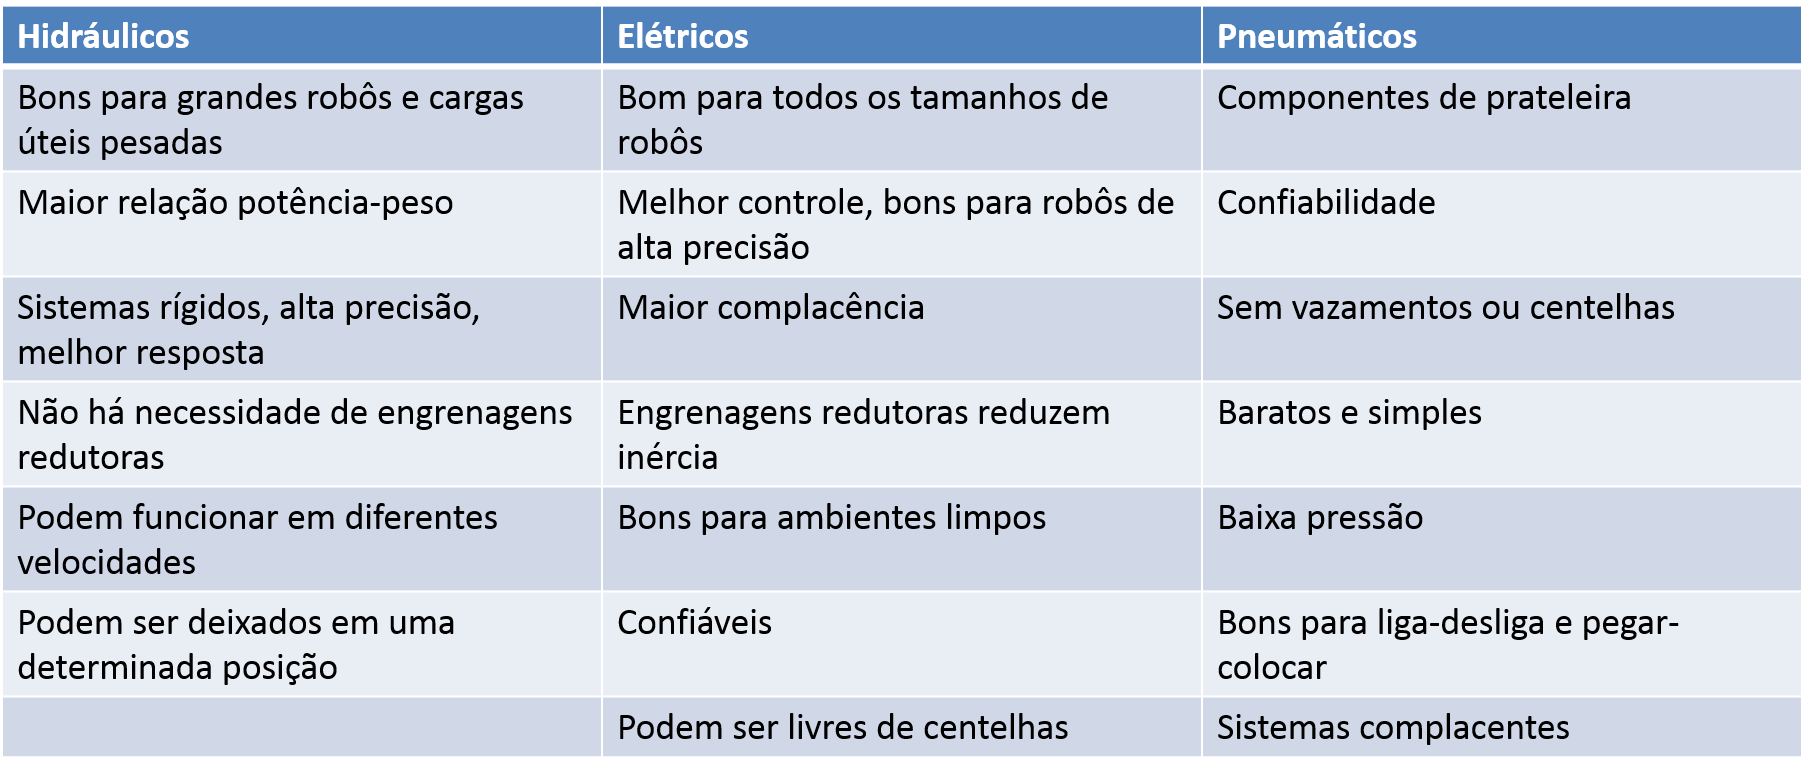 Hidráulicos
Elétricos
Pneumáticos
Bons para grandes robôs e cargas
úteis pesadas
Bom para todos os tamanhos de
robôs
Componentes de prateleira
Maior relação potência-peso
Melhor controle, bons para robôs de
alta precisão
Confiabilidade
Sistemas rígidos, alta precisão,
melhor resposta
Maior complacência
Sem vazamentos ou centelhas
Não há necessidade de engrenagens
redutoras
Engrenagens redutoras reduzem
inércia
Baratos e simples
Podem funcionar em diferentes
velocidades
Bons para ambientes limpos
Baixa pressão
Podem ser deixados em uma
determinada posição
Confiáveis
Bons para liga-desliga e pegar-
colocar
Podem ser livres de centelhas
Sistemas complacentes